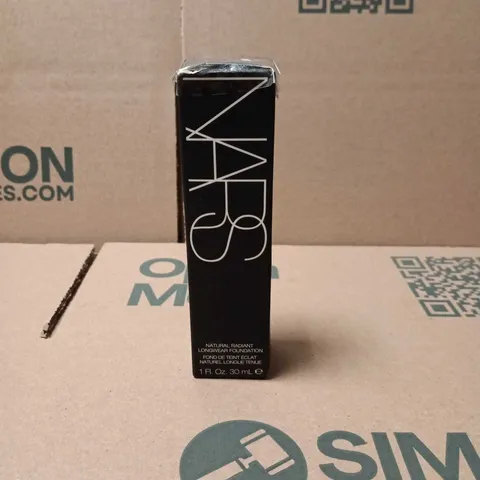 ON
ES.COM
NARS
SIM
NATURAL RADIANT
LONGWEAR FOUNDATION
FOND DE TEINT ÉCLAT
NATUREL LONGUE TENUE
1 Fl. Oz. 30 mL ℮